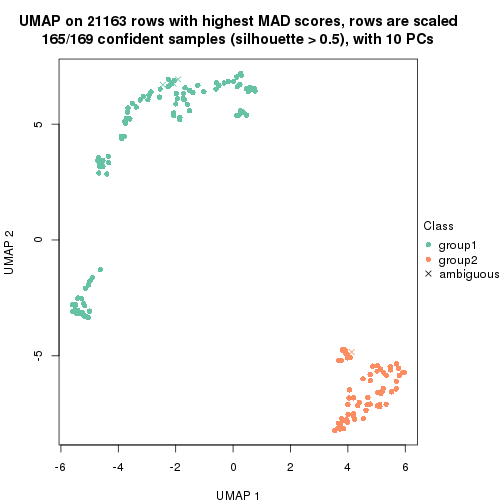 UMAP on 21163 rows with highest MAD scores, rows are scaled
165/169 confident samples (silhouette > 0.5), with 10 PCs
5
0
-5
UMAP 2
-6
-4
-2
0
2
4
6
UMAP 1
Class
group1
group2
ambiguous